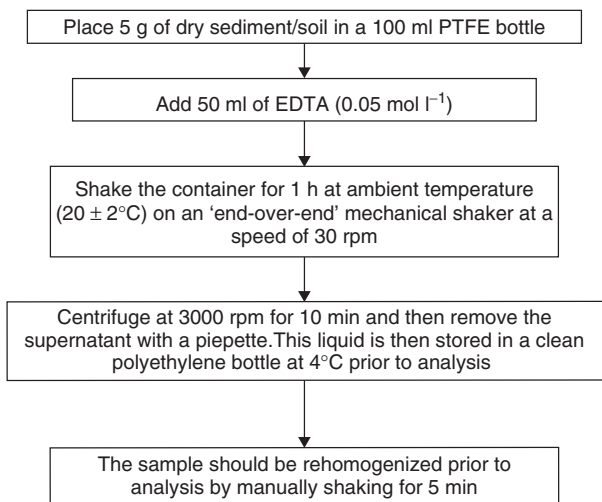 Place 5 g of dry sediment/soil in a 100 ml PTFE bottle
Add 50 ml of EDTA (0.05 mol l⁻¹)
Shake the container for 1 h at ambient temperature
(20 ± 2°C) on an ‘end-over-end’ mechanical shaker at a
speed of 30 rpm
Centrifuge at 3000 rpm for 10 min and then remove the
supernatant with a piepette.This liquid is then stored in a clean
polyethylene bottle at 4°C prior to analysis
The sample should be rehomogenized prior to
analysis by manually shaking for 5 min